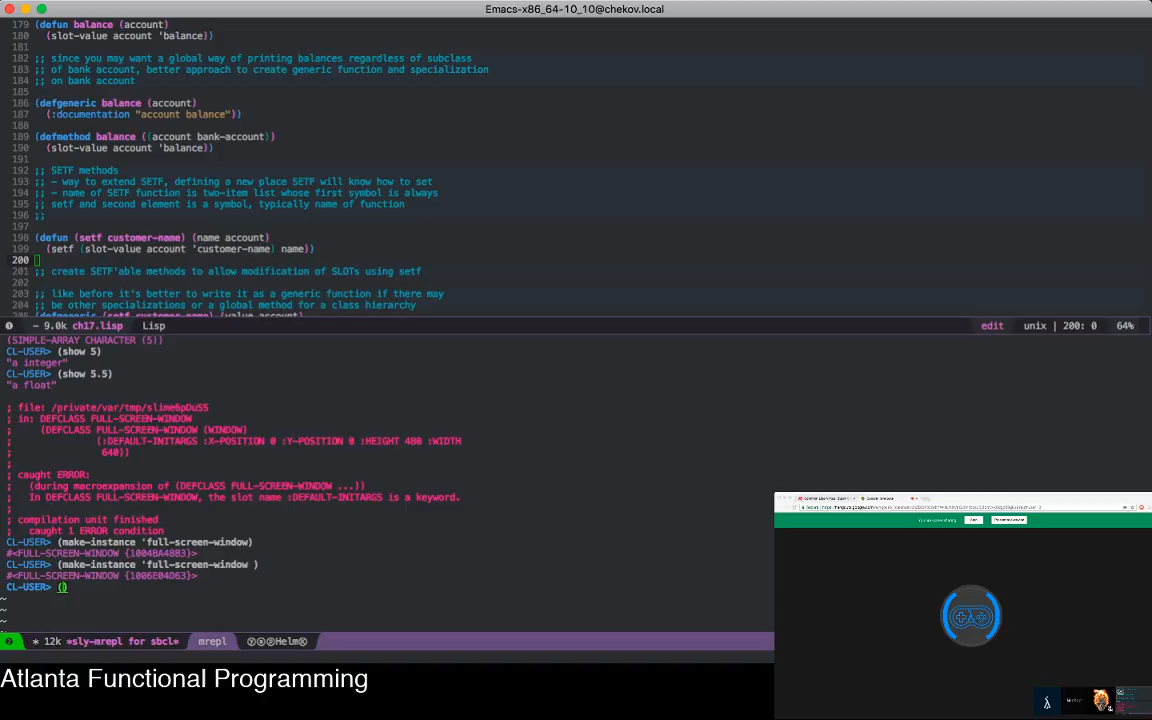 Emacs-x86_64-10_10@chekov.local
179 (defun balance (account)
180 (slot-value account 'balance))
181
182 ;; since you may want a global way of printing balances regardless of subclass
183 ;; of bank account, better approach to create generic function and specialization
184 ;; on bank account
185
186 (defgeneric balance (account)
187 (:documentation "account balance"))
188
189 (defmethod balance ((account bank-account))
190 (slot-value account 'balance))
191
192 ;; SETF methods
193 ;; - way to extend SETF, defining a new place SETF will know how to set
194 ;; - name of SETF function is two-item list whose first symbol is always
195 ;; setf and second element is a symbol, typically name of function
196 ;;
197
198 (defun (setf customer-name) (name account)
199 (setf (slot-value account 'customer-name) name))
200
201 ;; create SETF'able methods to allow modification of SLOTs using setf
202
203 ;; like before it's better to write it as a generic function if there may
204 ;; be other specializations or a global method for a class hierarchy
205 (defgeneric (setf customer-name) (value account)
- 9.0k ch17.lisp Lisp edit unix | 200: 0 64%
(SIMPLE-ARRAY CHARACTER (5))
CL-USER> (show 5)
"a integer"
CL-USER> (show 5.5)
"a float"
; file: /private/var/tmp/slime6pDuS5
; in: DEFCLASS FULL-SCREEN-WINDOW
; (DEFCLASS FULL-SCREEN-WINDOW (WINDOW)
; (:DEFAULT-INITARGS :X-POSITION 0 :Y-POSITION 0 :HEIGHT 480 :WIDTH
; 640))
;
; caught ERROR:
; (during macroexpansion of (DEFCLASS FULL-SCREEN-WINDOW ...))
; In DEFCLASS FULL-SCREEN-WINDOW, the slot name :DEFAULT-INITARGS is a keyword.
;
; compilation unit finished
; caught 1 ERROR condition
CL-USER> (make-instance 'full-screen-window)
#<FULL-SCREEN-WINDOW {1004BA48B3}>
CL-USER> (make-instance 'full-screen-window )
#<FULL-SCREEN-WINDOW {1006E04D63}>
CL-USER> ()
~
~
~
* 12k *sly-mrepl for sbcl* mrepl
Atlanta Functional Programming